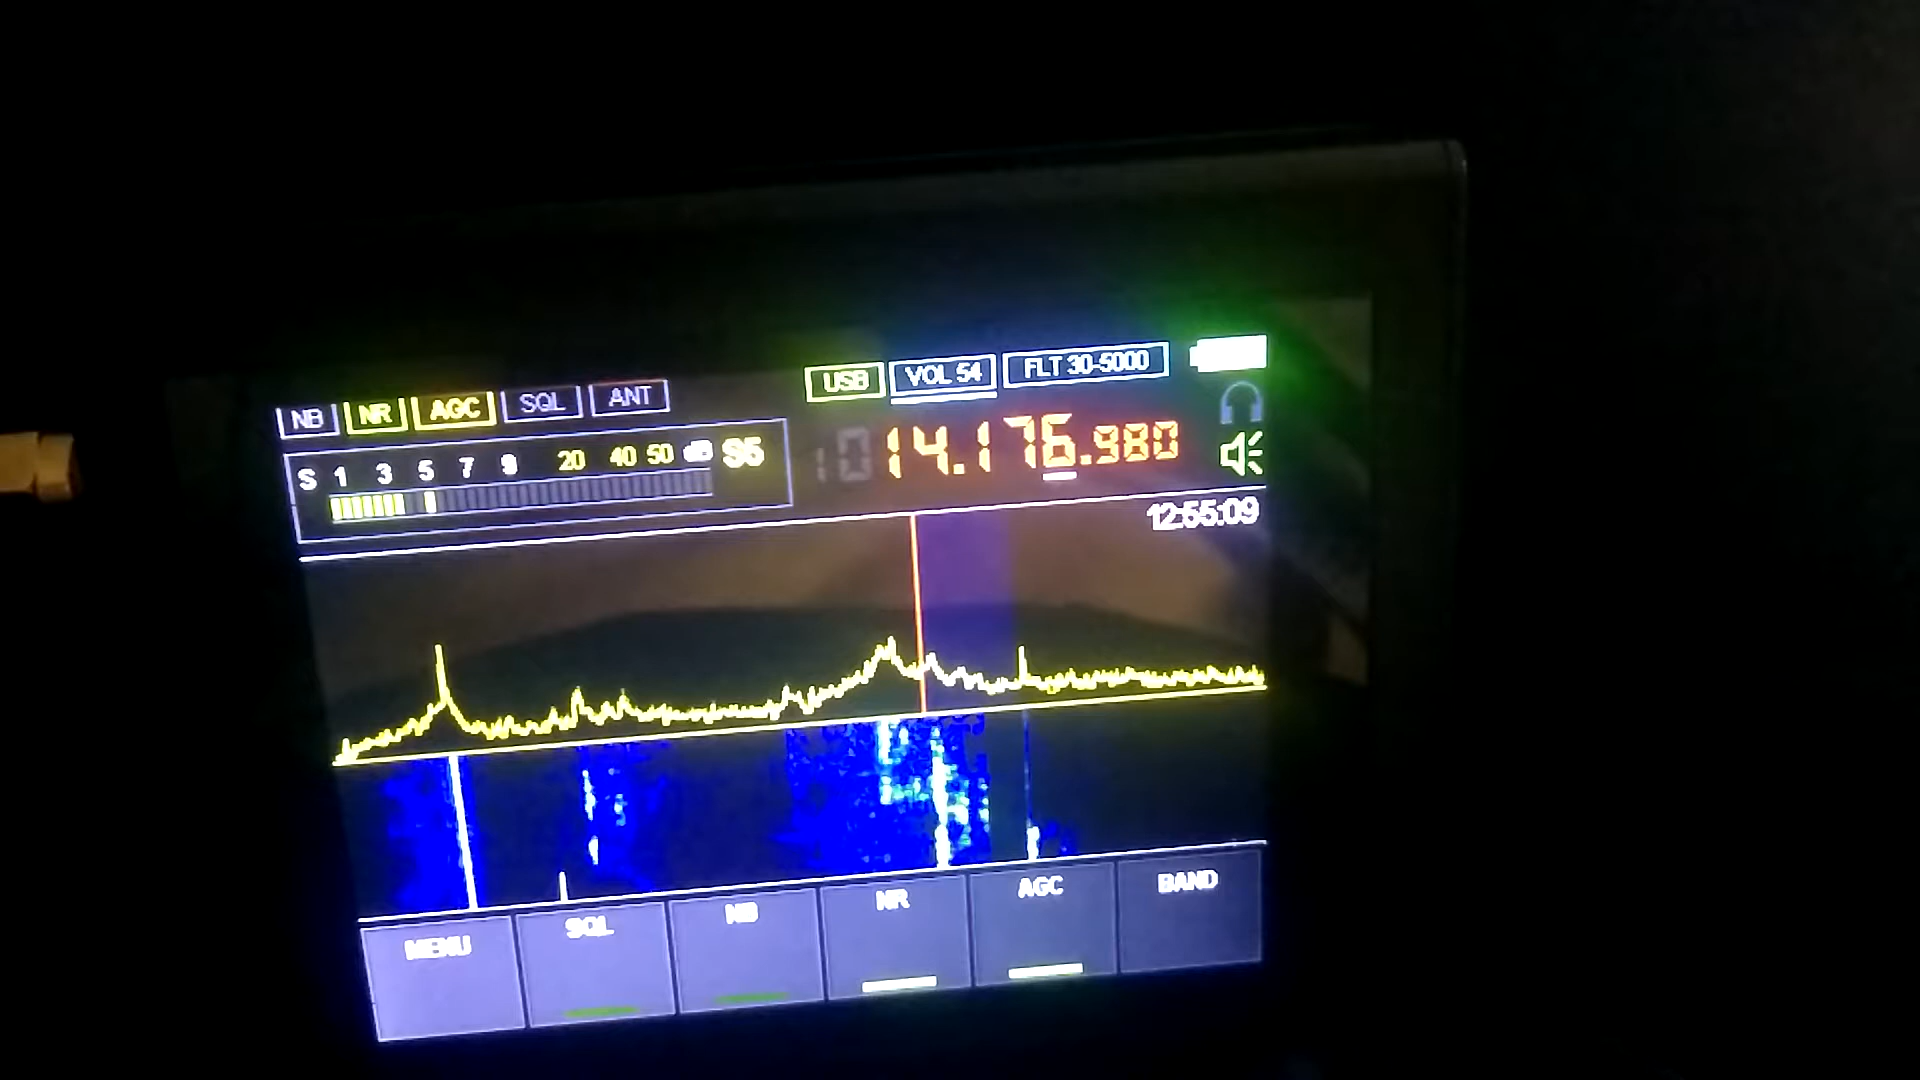 USB VOL 54 FLT 30-5000
NB NR AGC SQL ANT
S 1 3 5 7 9 20 40 50 dB S5
14.176.980
12:55:09
MENU SQL NB NR AGC BAND